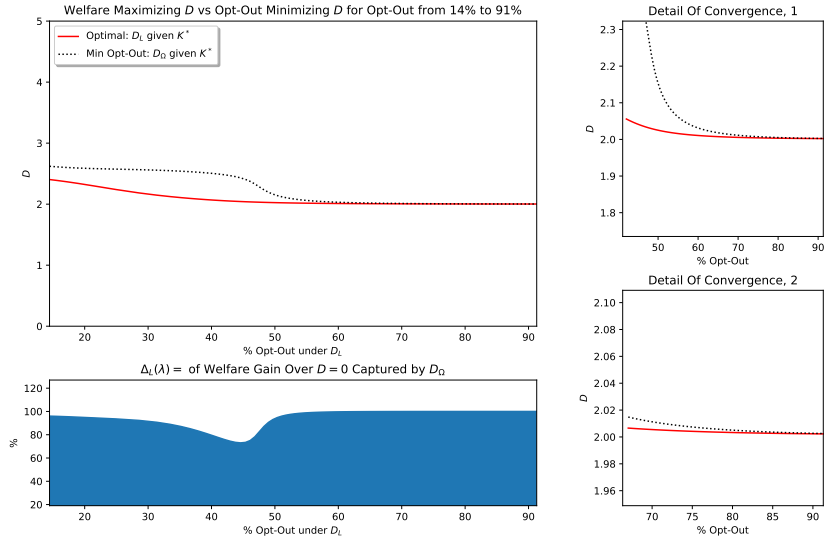 Welfare Maximizing D vs Opt-Out Minimizing D for Opt-Out from 14% to 91%
Optimal: D_L given K^*
Min Opt-Out: D_Ω given K^*
D
5
4
3
2
1
0
20 30 40 50 60 70 80 90
% Opt-Out under D_L
Δ_L(λ) = of Welfare Gain Over D = 0 Captured by D_Ω
%
120
100
80
60
40
20
20 30 40 50 60 70 80 90
% Opt-Out under D_L
Detail Of Convergence, 1
D
2.3
2.2
2.1
2.0
1.9
1.8
50 60 70 80 90
% Opt-Out
Detail Of Convergence, 2
D
2.10
2.08
2.06
2.04
2.02
2.00
1.98
1.96
70 75 80 85 90
% Opt-Out